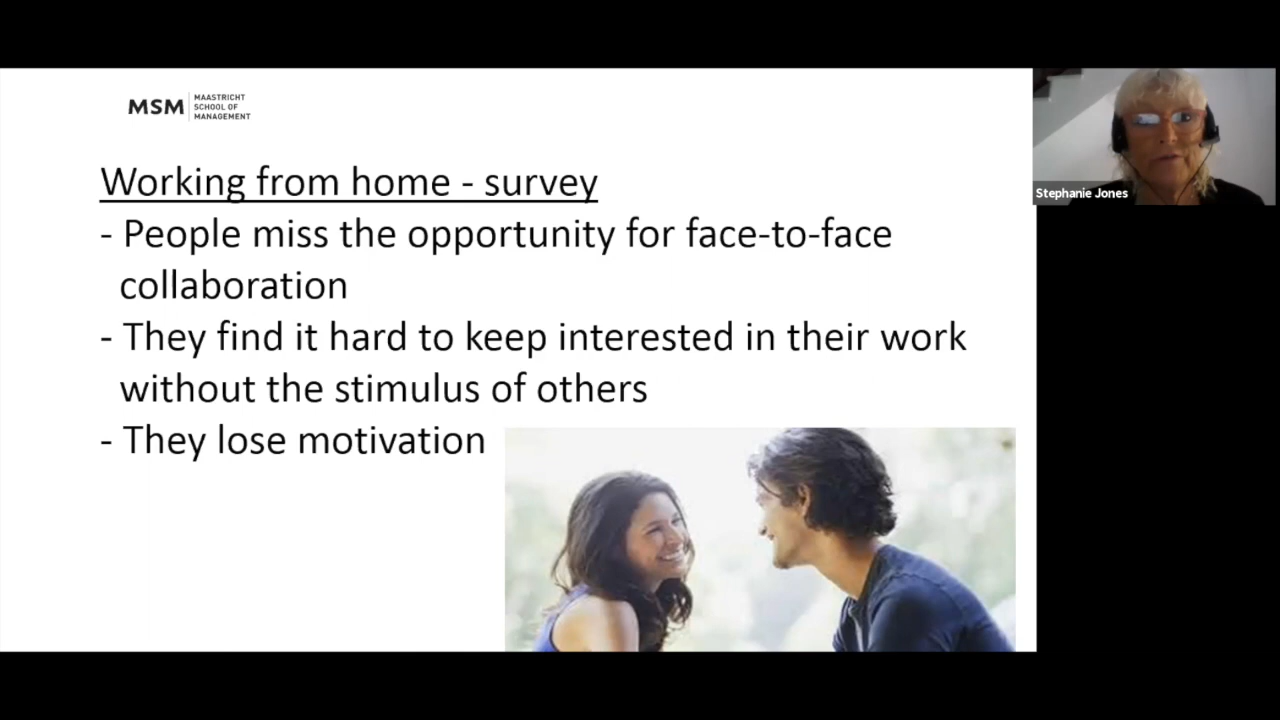 MSM
MAASTRICHT
SCHOOL OF
MANAGEMENT
Working from home - survey
- People miss the opportunity for face-to-face
collaboration
- They find it hard to keep interested in their work
without the stimulus of others
- They lose motivation
Stephanie Jones